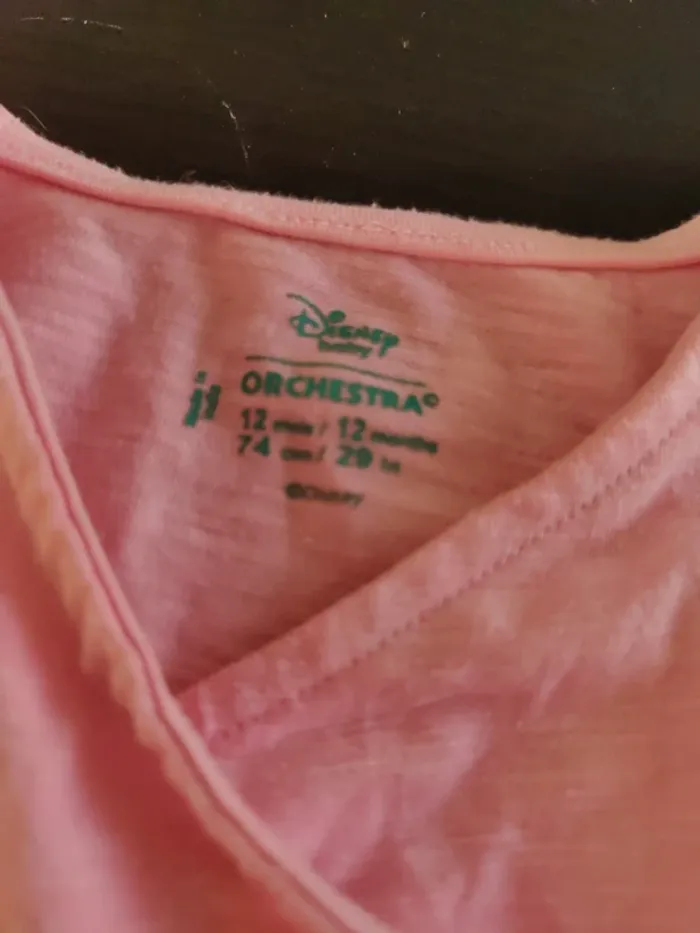 Disney
baby
ORCHESTRA©
12 mois / 12 months
74 cm / 29 in
©Disney